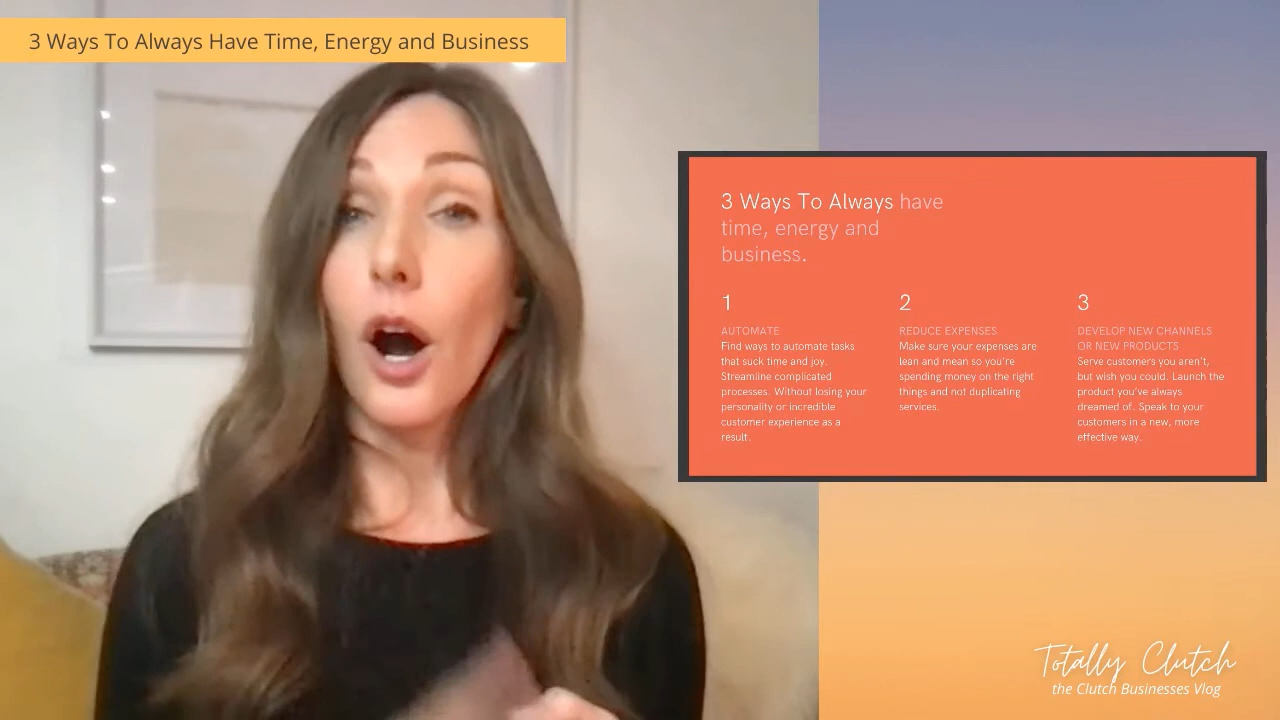 3 Ways To Always Have Time, Energy and Business
3 Ways To Always have
time, energy and
business.
1
AUTOMATE
Find ways to automate tasks
that suck time and joy.
Streamline complicated
processes. Without losing your
personality or incredible
customer experience as a
result.
2
REDUCE EXPENSES
Make sure your expenses are
lean and mean so you're
spending money on the right
things and not duplicating
services.
3
DEVELOP NEW CHANNELS
OR NEW PRODUCTS
Serve customers you aren't,
but wish you could. Launch the
product you've always
dreamed of. Speak to your
customers in a new, more
effective way.
Totally Clutch
the Clutch Businesses Vlog